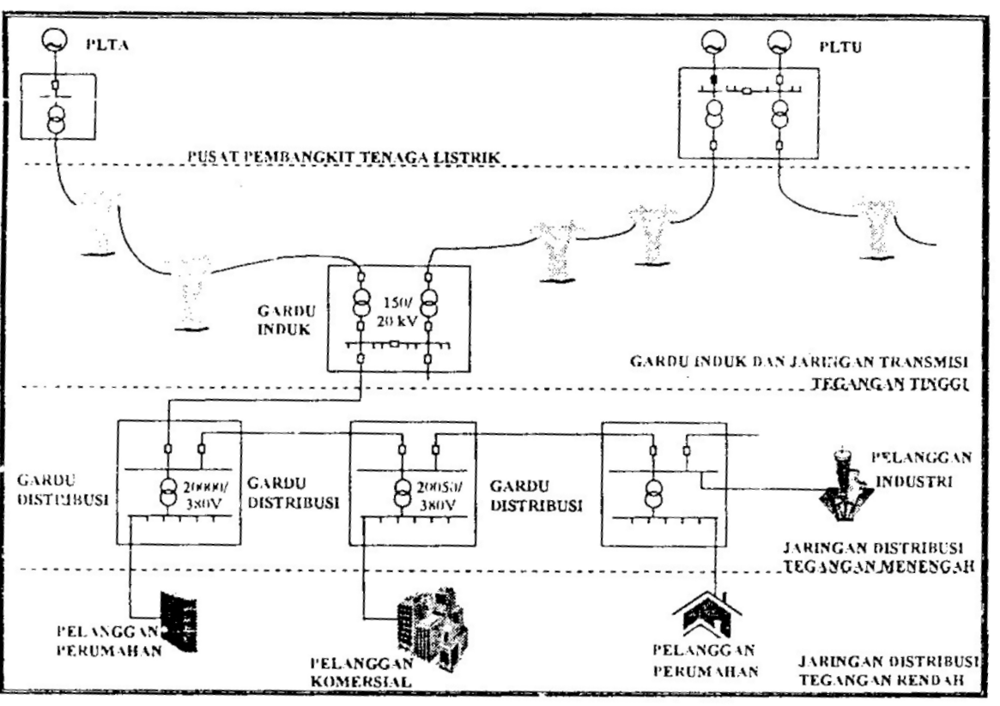 PLTA
PLTU
PUSAT PEMBANGKIT TENAGA LISTRIK
GARDU
INDUK
150/
20 kV
GARDU INDUK DAN JARINGAN TRANSMISI
TEGANGAN TINGGI
GARDU
DISTRIBUSI
20000/
380V
GARDU
DISTRIBUSI
20050/
380V
GARDU
DISTRIBUSI
PELANGGAN
INDUSTRI
JARINGAN DISTRIBUSI
TEGANGAN MENENGAH
PELANGGAN
PERUMAHAN
PELANGGAN
KOMERSIAL
PELANGGAN
PERUMAHAN
JARINGAN DISTRIBUSI
TEGANGAN RENDAH